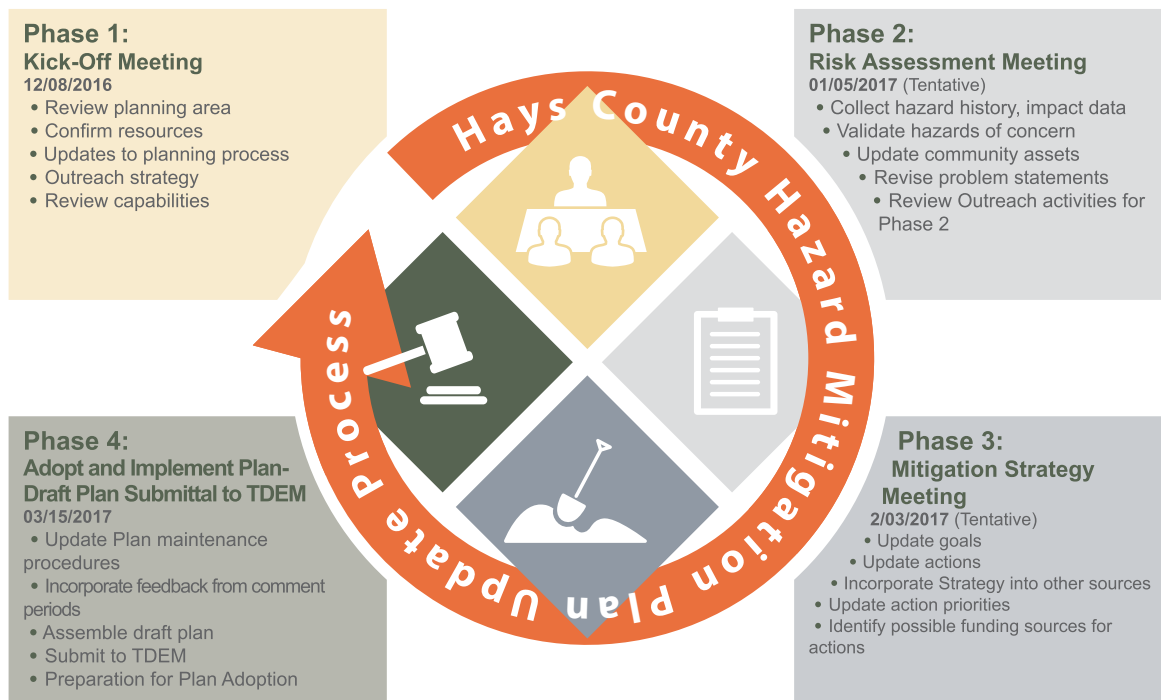 Phase 1:
Kick-Off Meeting
12/08/2016
• Review planning area
• Confirm resources
• Updates to planning process
• Outreach strategy
• Review capabilities
Phase 2:
Risk Assessment Meeting
01/05/2017 (Tentative)
• Collect hazard history, impact data
• Validate hazards of concern
• Update community assets
• Revise problem statements
• Review Outreach activities for
Phase 2
Hays County Hazard Mitigation Plan Update Process
Phase 3:
Mitigation Strategy
Meeting
2/03/2017 (Tentative)
• Update goals
• Update actions
• Incorporate Strategy into other sources
• Update action priorities
• Identify possible funding sources for
actions
Phase 4:
Adopt and Implement Plan-
Draft Plan Submittal to TDEM
03/15/2017
• Update Plan maintenance
procedures
• Incorporate feedback from comment
periods
• Assemble draft plan
• Submit to TDEM
• Preparation for Plan Adoption